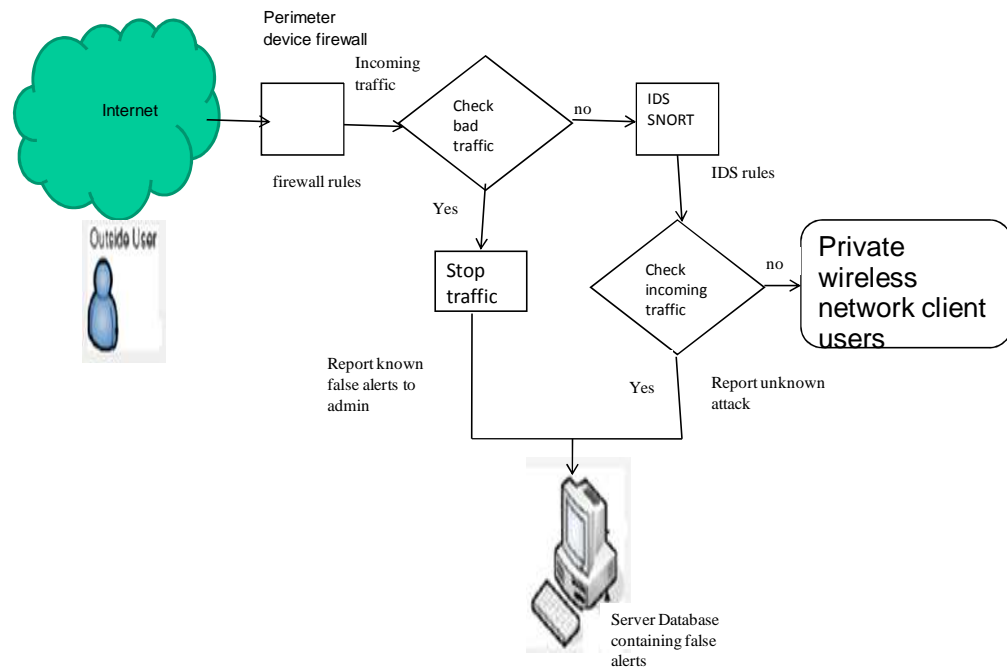 Perimeter
device firewall
Incoming
traffic
Internet
Check
bad
traffic
no
IDS
SNORT
firewall rules
IDS rules
Yes
Outside User
Stop
traffic
Check
incoming
traffic
no
Private
wireless
network client
users
Report known
false alerts to
admin
Yes
Report unknown
attack
Server Database
containing false
alerts